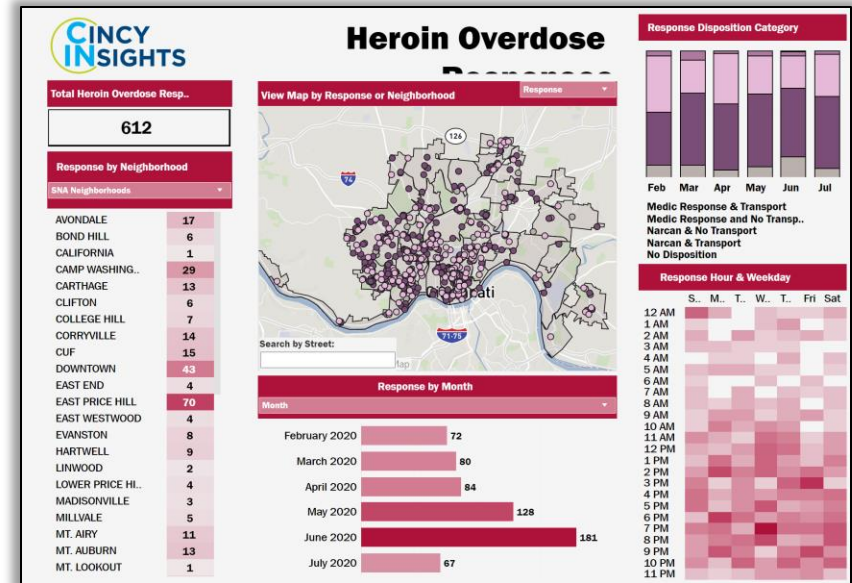 CINCY
INSIGHTS
Heroin Overdose
Total Heroin Overdose Resp..
612
Response by Neighborhood
SNA Neighborhoods
AVONDALE 17
BOND HILL 6
CALIFORNIA 1
CAMP WASHING.. 29
CARTHAGE 13
CLIFTON 6
COLLEGE HILL 7
CORRYVILLE 14
CUF 15
DOWNTOWN 43
EAST END 4
EAST PRICE HILL 70
EAST WESTWOOD 4
EVANSTON 8
HARTWELL 9
LINWOOD 2
LOWER PRICE HI.. 4
MADISONVILLE 3
MILLVALE 5
MT. AIRY 11
MT. AUBURN 13
MT. LOOKOUT 1
View Map by Response or Neighborhood
Response
126
74
71-75
Search by Street:
Map
Response by Month
Month
February 2020 72
March 2020 80
April 2020 84
May 2020 128
June 2020 181
July 2020 67
Response Disposition Category
Feb Mar Apr May Jun Jul
Medic Response & Transport
Medic Response and No Transp..
Narcan & No Transport
Narcan & Transport
No Disposition
Response Hour & Weekday
S.. M.. T.. W.. T.. Fri Sat
12 AM
1 AM
2 AM
3 AM
4 AM
5 AM
6 AM
7 AM
8 AM
9 AM
10 AM
11 AM
12 PM
1 PM
2 PM
3 PM
4 PM
5 PM
6 PM
7 PM
8 PM
9 PM
10 PM
11 PM